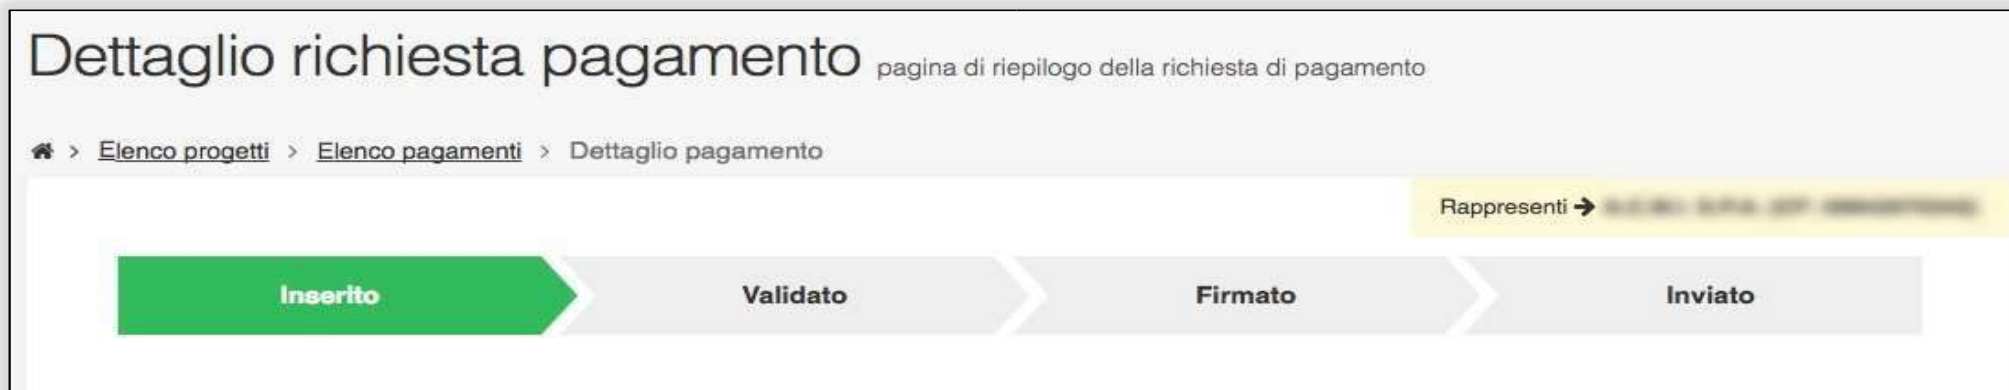 Dettaglio richiesta pagamento pagina di riepilogo della richiesta di pagamento
> Elenco progetti > Elenco pagamenti > Dettaglio pagamento
Rappresenti →
Inserito Validato Firmato Inviato